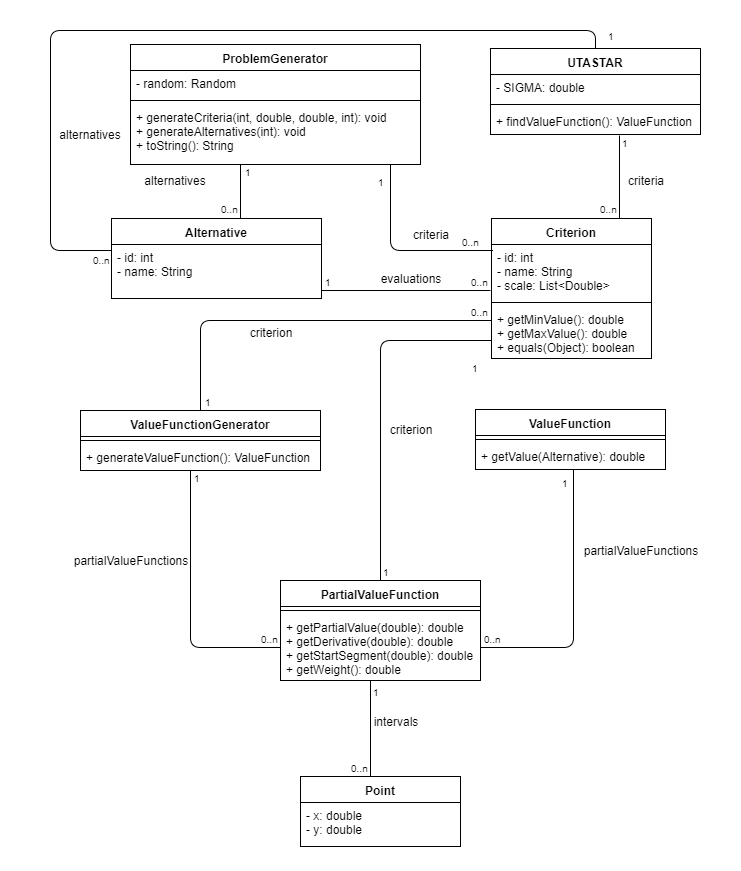 1
ProblemGenerator
- random: Random
+ generateCriteria(int, double, double, int): void
+ generateAlternatives(int): void
+ toString(): String
UTASTAR
- SIGMA: double
+ findValueFunction(): ValueFunction
alternatives
1
alternatives
0..n
1
criteria
0..n
1
criteria
0..n
0..n
Alternative
- id: int
- name: String
Criterion
- id: int
- name: String
- scale: List<Double>
+ getMinValue(): double
+ getMaxValue(): double
+ equals(Object): boolean
1
evaluations
0..n
0..n
criterion
1
1
criterion
1
ValueFunctionGenerator
+ generateValueFunction(): ValueFunction
ValueFunction
+ getValue(Alternative): double
1
partialValueFunctions
0..n
1
partialValueFunctions
0..n
PartialValueFunction
+ getPartialValue(double): double
+ getDerivative(double): double
+ getStartSegment(double): double
+ getWeight(): double
1
intervals
0..n
Point
- x: double
- y: double